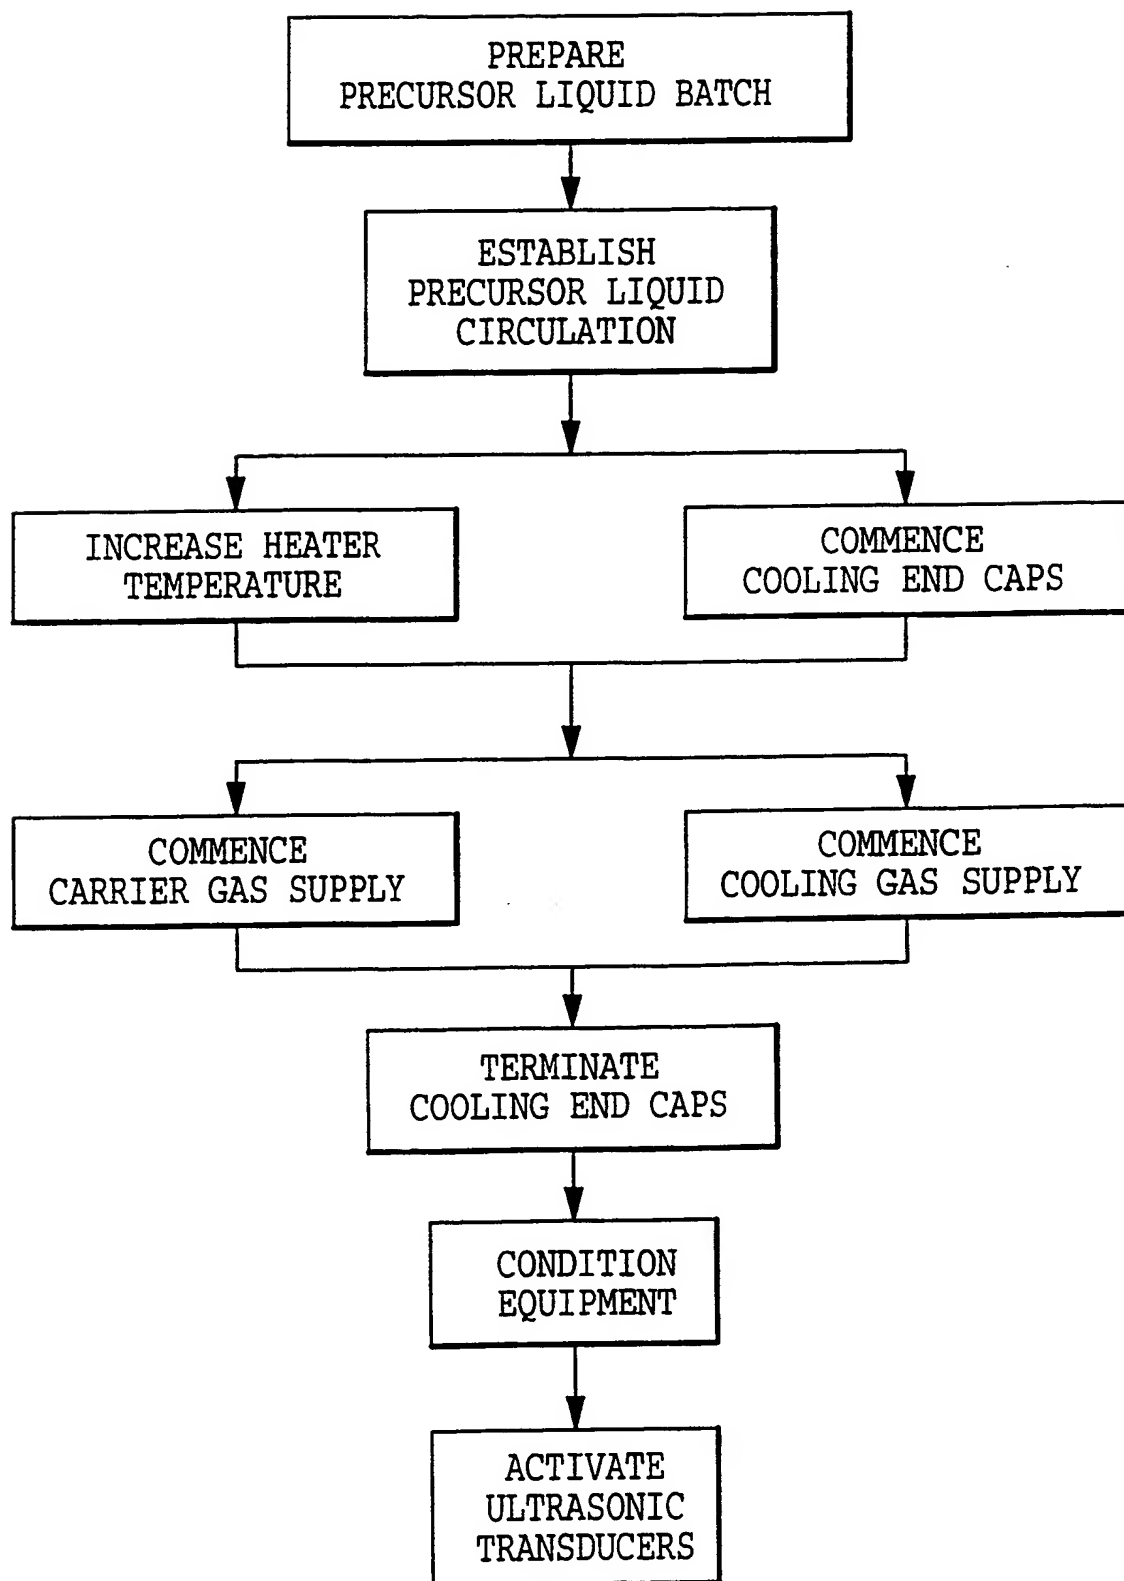 PREPARE
PRECURSOR LIQUID BATCH
ESTABLISH
PRECURSOR LIQUID
CIRCULATION
INCREASE HEATER
TEMPERATURE
COMMENCE
COOLING END CAPS
COMMENCE
CARRIER GAS SUPPLY
COMMENCE
COOLING GAS SUPPLY
TERMINATE
COOLING END CAPS
CONDITION
EQUIPMENT
ACTIVATE
ULTRASONIC
TRANSDUCERS